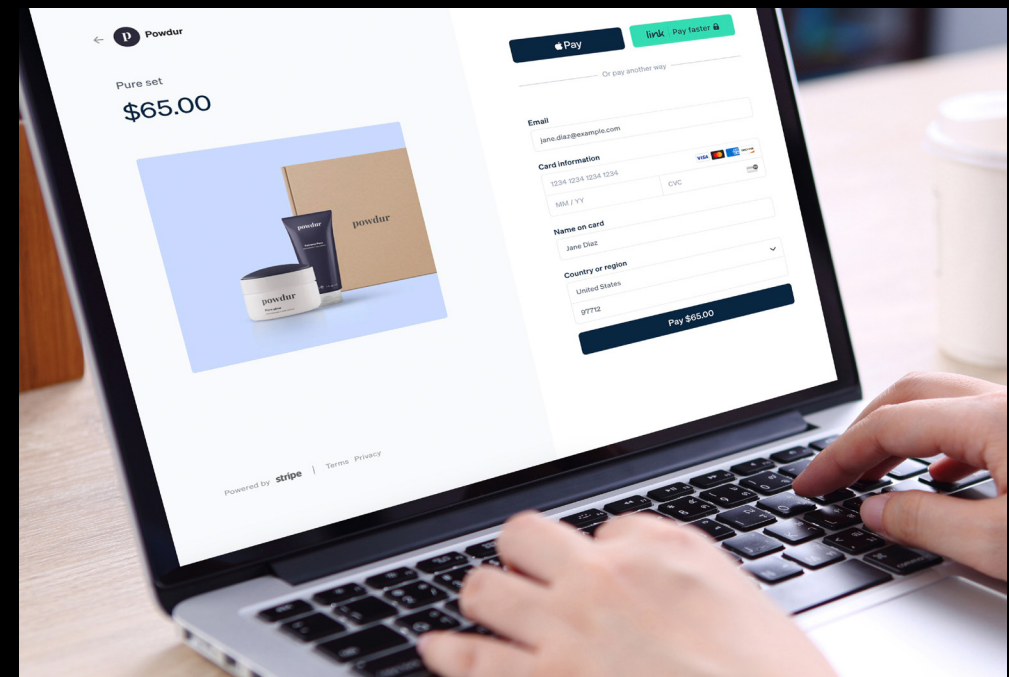 Powdur
Pure set
$65.00
powdur
powdur
powdur
Powered by stripe | Terms Privacy
Pay
link Pay faster
Or pay another way
Email
jane.diaz@example.com
Card information
1234 1234 1234 1234
VISA
MM / YY
CVC
Name on card
Jane Diaz
Country or region
United States
97712
Pay $65.00